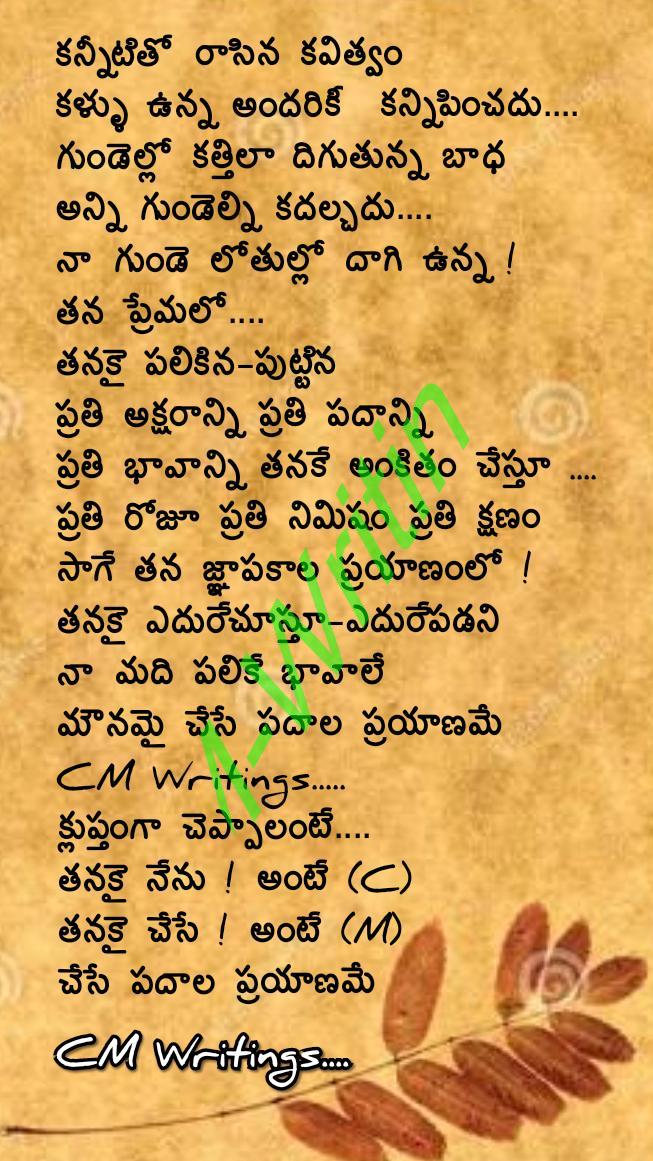 కన్నీటితో రాసిన కవిత్వం
కళ్ళు ఉన్న అందరికీ కన్నిపించదు....
గుండెల్లో కత్తిలా దిగుతున్న బాధ
అన్ని గుండెల్ని కదల్చదు....
నా గుండె లోతుల్లో దాగి ఉన్న !
తన ప్రేమలో....
తనకై పలికిన-పుట్టిన
ప్రతి అక్షరాన్ని ప్రతి పదాన్ని
ప్రతి భావాన్ని తనకే అంకితం చేస్తూ ....
ప్రతి రోజూ ప్రతి నిమిషం ప్రతి క్షణం
సాగే తన జ్ఞాపకాల ప్రయాణంలో !
తనకై ఎదురేచూస్తూ-ఎదురేపడని
నా మది పలికే భావాలే
మౌనమై చేసే పదాల ప్రయాణమే
CM Writings.....
క్లుప్తంగా చెప్పాలంటే....
తనకై నేను ! అంటే (C)
తనకై చేసే ! అంటే (M)
చేసే పదాల ప్రయాణమే
CM Writings....